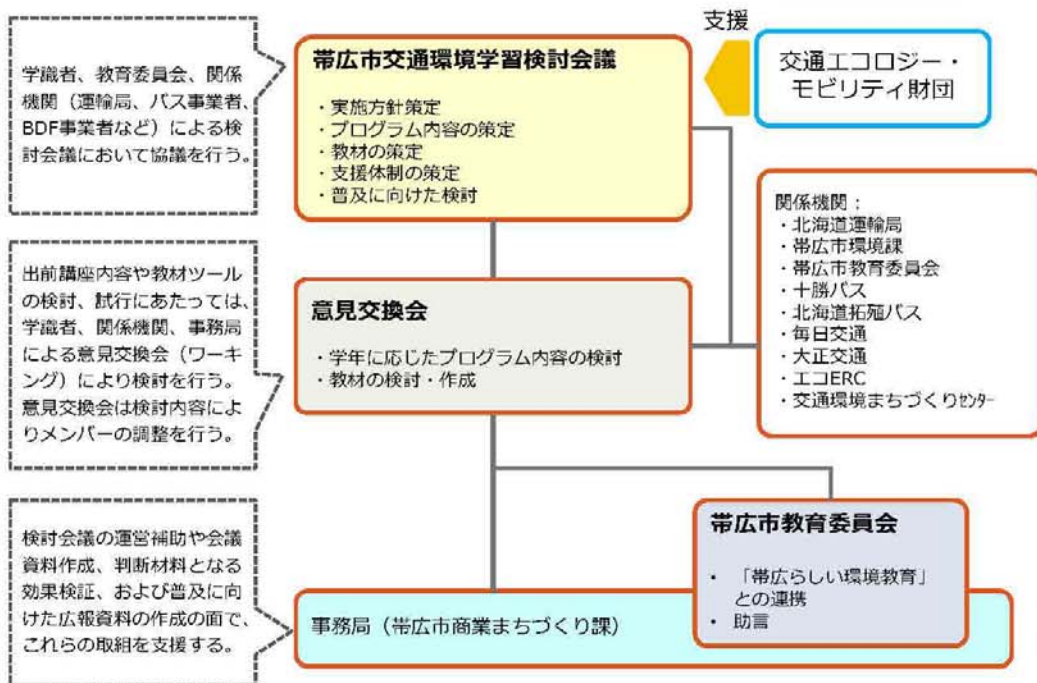 支援
学識者、教育委員会、関係
機関（運輸局、バス事業者、
BDF事業者など）による検
討会議において協議を行う。
帯広市交通環境学習検討会議
・実施方針策定
・プログラム内容の策定
・教材の策定
・支援体制の策定
・普及に向けた検討
交通エコロジー・
モビリティ財団
関係機関：
・北海道運輸局
・帯広市環境課
・帯広市教育委員会
・十勝バス
・北海道拓殖バス
・毎日交通
・大正交通
・エコERC
・交通環境まちづくりｾﾝﾀｰ
出前講座内容や教材ツール
の検討、試行にあたっては、
学識者、関係機関、事務局
による意見交換会（ワーキ
ング）により検討を行う。
意見交換会は検討内容によ
りメンバーの調整を行う。
意見交換会
・学年に応じたプログラム内容の検討
・教材の検討・作成
検討会議の運営補助や会議
資料作成、判断材料となる
効果検証、および普及に向
けた広報資料の作成の面で、
これらの取組を支援する。
帯広市教育委員会
・ 「帯広らしい環境教育」
との連携
・ 助言
事務局（帯広市商業まちづくり課）